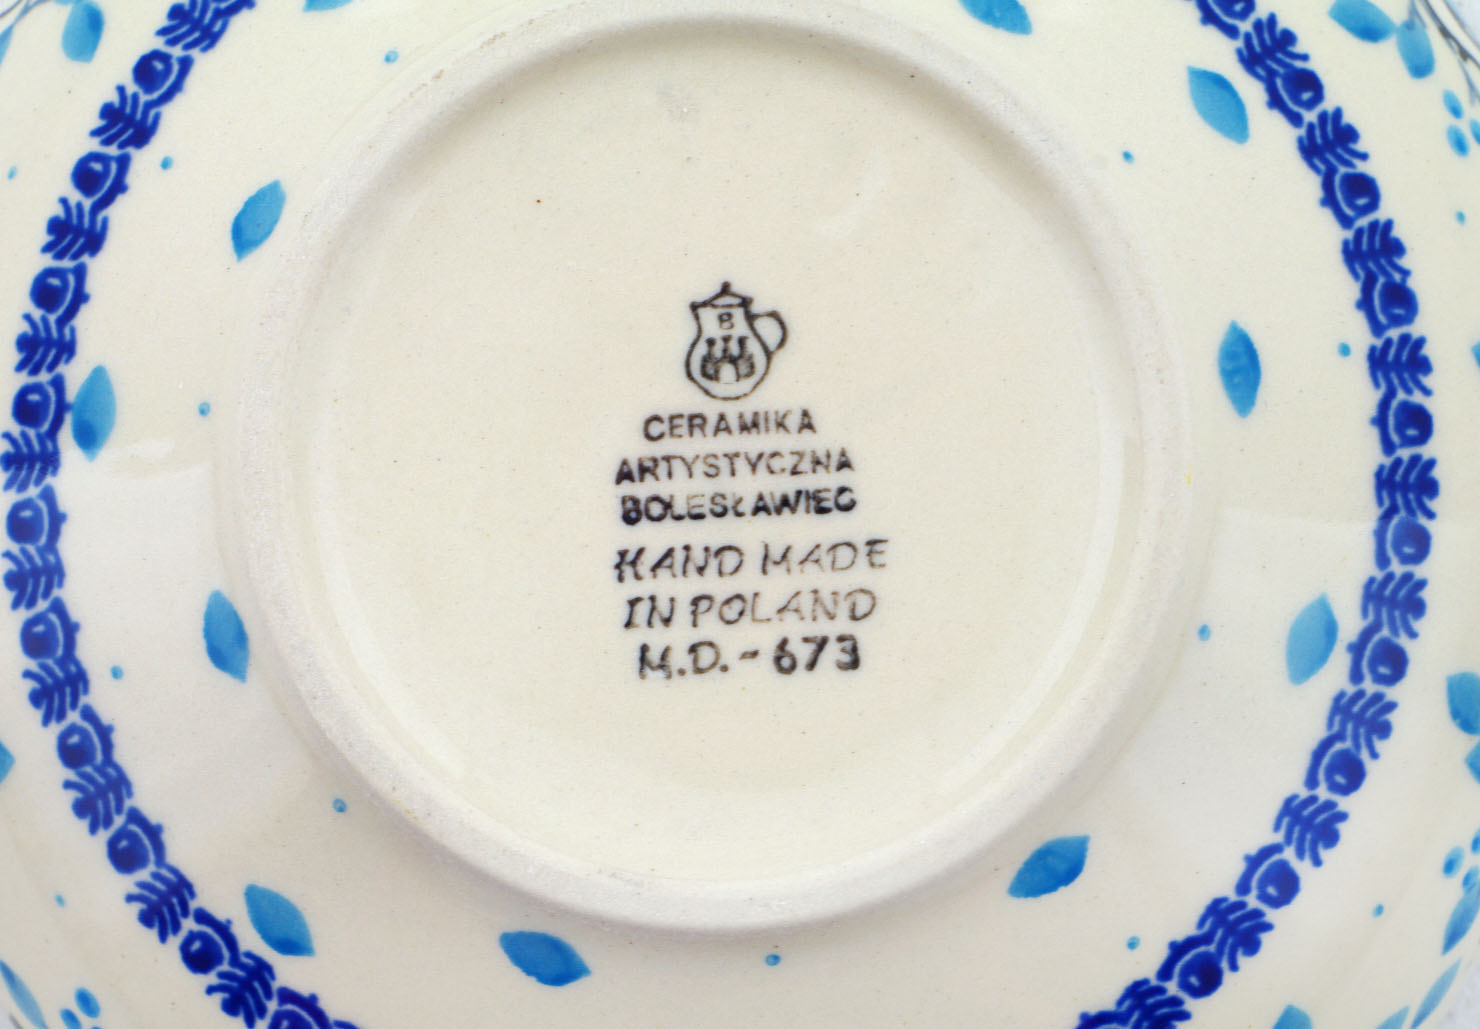 B
CERAMIKA
ARTYSTYCZNA
BOLESŁAWIEC
HAND MADE
IN POLAND
M.D. - 673